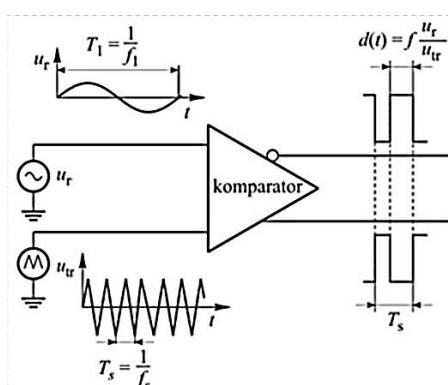 T₁ = 1/f₁
uᵣ
t
d(t) = f uᵣ/uₜᵣ
uᵣ
komparator
uₜᵣ
t
Tₛ = 1/fₛ
Tₛ